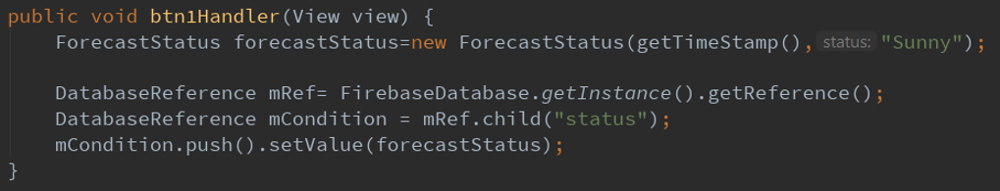 public void btn1Handler(View view) {
    ForecastStatus forecastStatus=new ForecastStatus(getTimeStamp(), status: "Sunny");
    DatabaseReference mRef= FirebaseDatabase.getInstance().getReference();
    DatabaseReference mCondition = mRef.child("status");
    mCondition.push().setValue(forecastStatus);
}